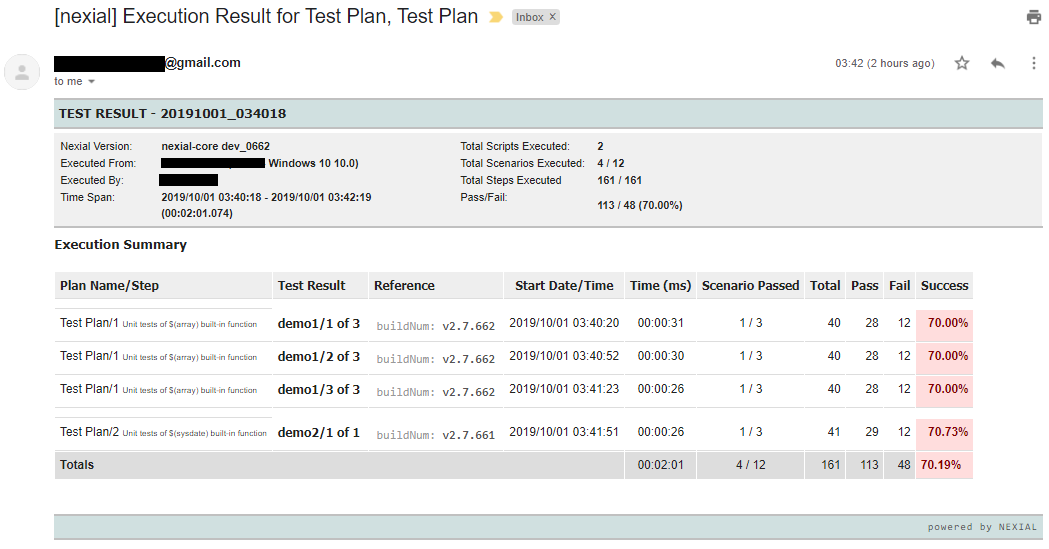 [nexial] Execution Result for Test Plan, Test Plan Inbox ×
@gmail.com 03:42 (2 hours ago)
to me
TEST RESULT - 20191001_034018
Nexial Version: nexial-core dev_0662 Total Scripts Executed: 2
Executed From: Windows 10 10.0) Total Scenarios Executed: 4 / 12
Executed By: Total Steps Executed 161 / 161
Time Span: 2019/10/01 03:40:18 - 2019/10/01 03:42:19 Pass/Fail:
(00:02:01.074) 113 / 48 (70.00%)
Execution Summary
Plan Name/Step Test Result Reference Start Date/Time Time (ms) Scenario Passed Total Pass Fail Success
Test Plan/1 Unit tests of $(array) built-in function demo1/1 of 3 buildNum: v2.7.662 2019/10/01 03:40:20 00:00:31 1 / 3 40 28 12 70.00%
Test Plan/1 Unit tests of $(array) built-in function demo1/2 of 3 buildNum: v2.7.662 2019/10/01 03:40:52 00:00:30 1 / 3 40 28 12 70.00%
Test Plan/1 Unit tests of $(array) built-in function demo1/3 of 3 buildNum: v2.7.662 2019/10/01 03:41:23 00:00:26 1 / 3 40 28 12 70.00%
Test Plan/2 Unit tests of $(sysdate) built-in function demo2/1 of 1 buildNum: v2.7.661 2019/10/01 03:41:51 00:00:26 1 / 3 41 29 12 70.73%
Totals 00:02:01 4 / 12 161 113 48 70.19%
powered by NEXIAL